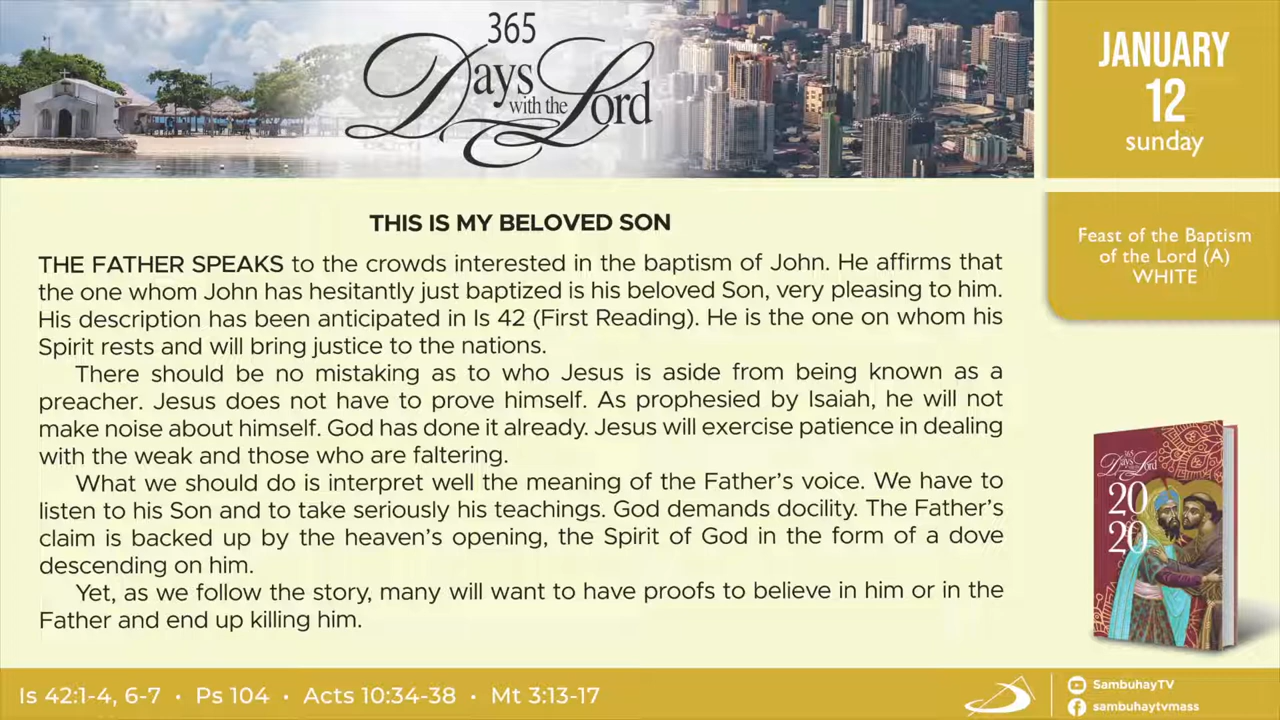 365
Days with the Lord
JANUARY
12
sunday
Feast of the Baptism
of the Lord (A)
WHITE
THIS IS MY BELOVED SON
THE FATHER SPEAKS to the crowds interested in the baptism of John. He affirms that
the one whom John has hesitantly just baptized is his beloved Son, very pleasing to him.
His description has been anticipated in Is 42 (First Reading). He is the one on whom his
Spirit rests and will bring justice to the nations.
There should be no mistaking as to who Jesus is aside from being known as a
preacher. Jesus does not have to prove himself. As prophesied by Isaiah, he will not
make noise about himself. God has done it already. Jesus will exercise patience in dealing
with the weak and those who are faltering.
What we should do is interpret well the meaning of the Father's voice. We have to
listen to his Son and to take seriously his teachings. God demands docility. The Father's
claim is backed up by the heaven's opening, the Spirit of God in the form of a dove
descending on him.
Yet, as we follow the story, many will want to have proofs to believe in him or in the
Father and end up killing him.
365
Days with the Lord
20
20
Is 42:1-4, 6-7 • Ps 104 • Acts 10:34-38 • Mt 3:13-17
SambuhayTV
sambuhaytvmass